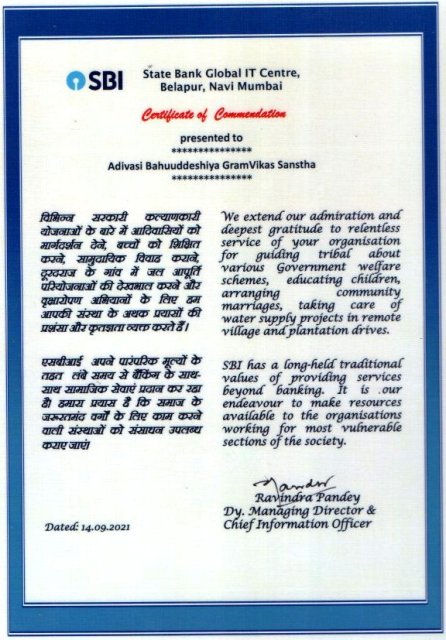 SBI
State Bank Global IT Centre,
Belapur, Navi Mumbai
Certificate of Commendation
presented to
***************
Adivasi Bahuuddeshiya GramVikas Sanstha
***************
विभिन्न सरकारी कल्याणकारी
योजनाओं के बारे में आदिवासियों को
मार्गदर्शन देने, बच्चों को शिक्षित
करने, सामुदायिक विवाह कराने,
दूरदराज के गांव में जल आपूर्ति
परियोजनाओं की देखभाल करने और
वृक्षारोपण अभियानों के लिए हम
आपकी संस्था के अथक प्रयासों की
प्रशंसा और कृतज्ञता व्यक्त करते हैं।
एसबीआई अपने पारंपरिक मूल्यों के
तहत लंबे समय से बैंकिंग के साथ-
साथ सामाजिक सेवाएं प्रदान कर रहा
है। हमारा प्रयास है कि समाज के
जरूरतमंद वर्गों के लिए काम करने
वाली संस्थाओं को संसाधन उपलब्ध
कराए जाएं।
We extend our admiration and
deepest gratitude to relentless
service of your organisation
for guiding tribal about
various Government welfare
schemes, educating children,
arranging community
marriages, taking care of
water supply projects in remote
village and plantation drives.
SBI has a long-held traditional
values of providing services
beyond banking. It is our
endeavour to make resources
available to the organisations
working for most vulnerable
sections of the society.
Ravindra Pandey
Dy. Managing Director &
Chief Information Officer
Dated: 14.09.2021